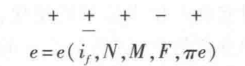 + + + − +
−
e=e(i_f,N,M,F,πe)